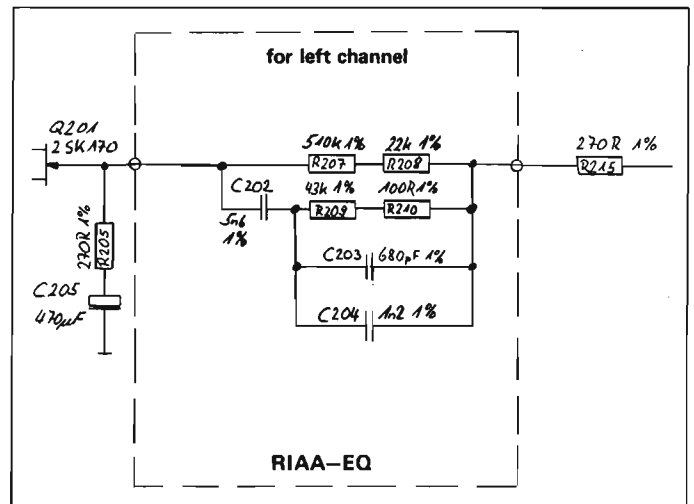 for left channel
Q201
2SK170
510k 1% 22k 1%
R207 R208
270R 1%
R215
C202
5n6
1%
43k 1% 100R 1%
R209 R210
270R 1%
R205
C203 680pF 1%
C205
470µF
C204 1n2 1%
RIAA-EQ